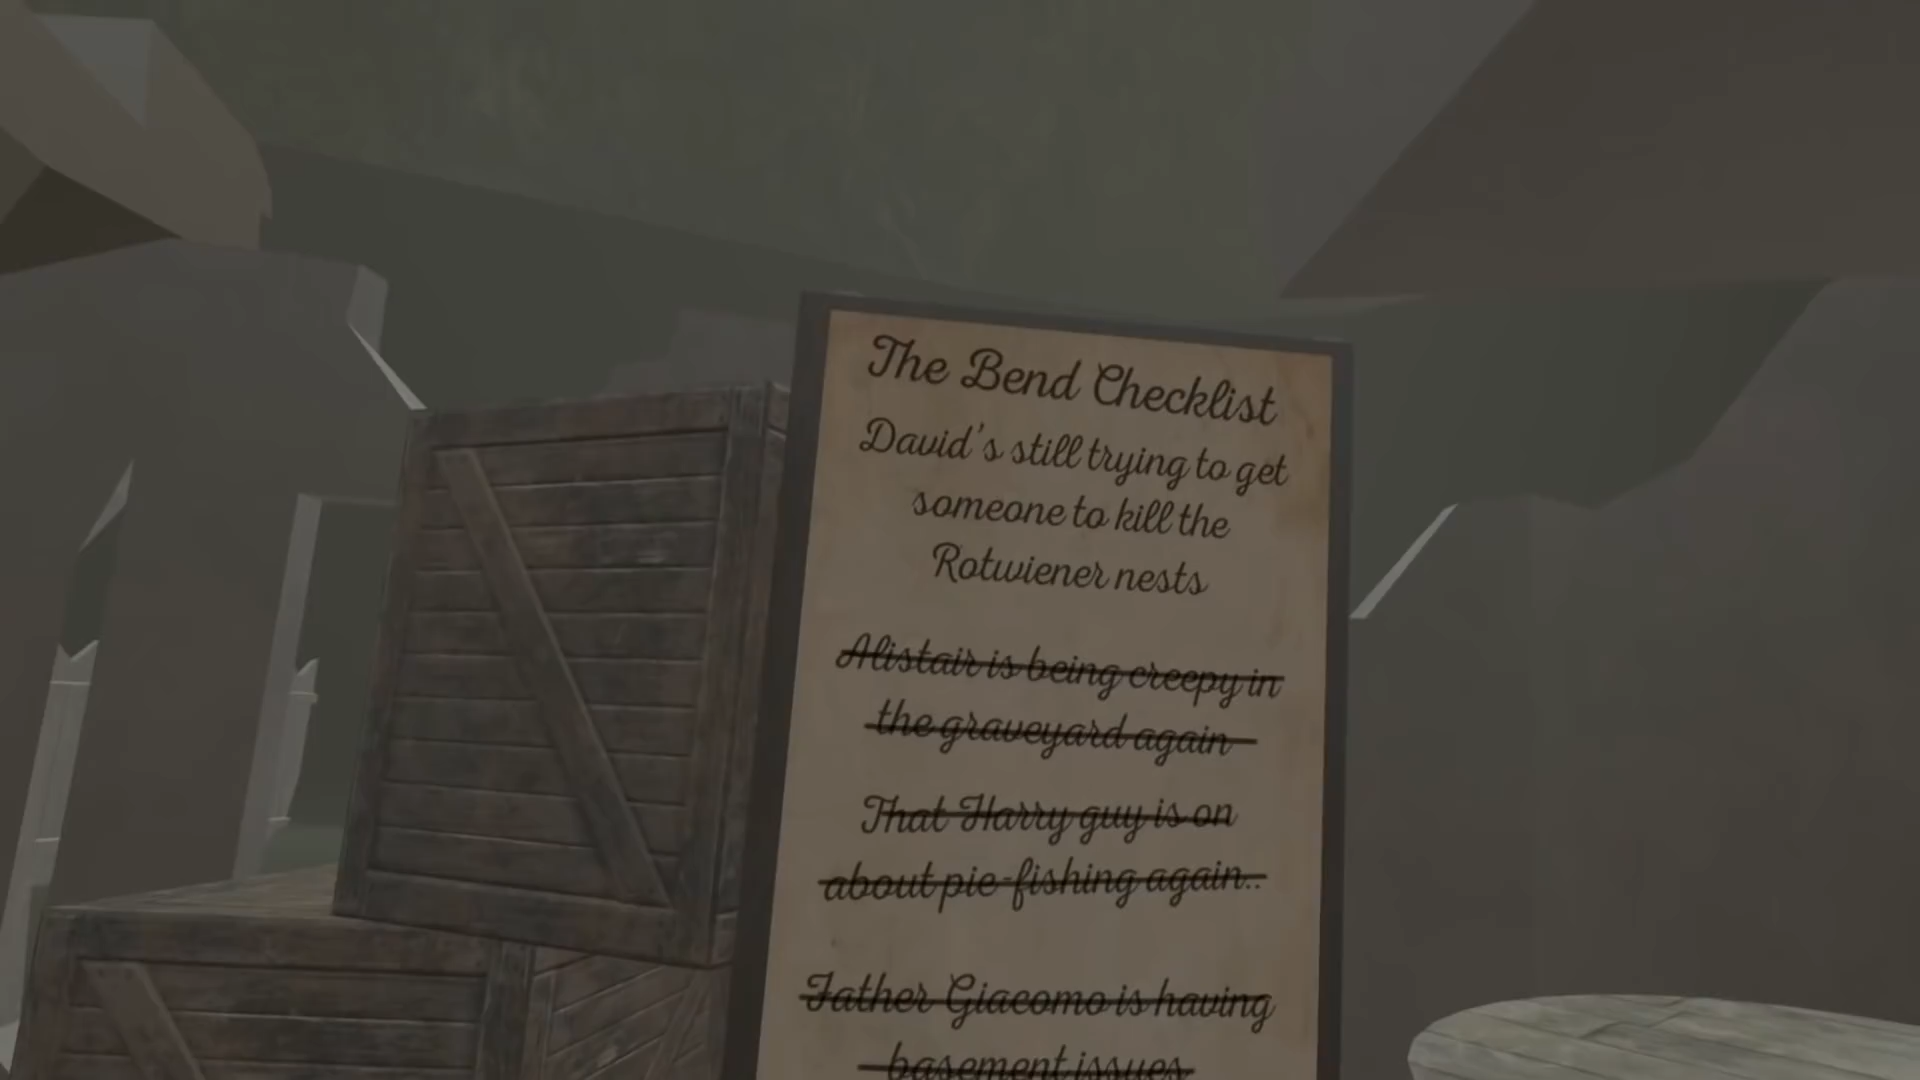 The Bend Checklist
David's still trying to get
someone to kill the
Rotwiener nests
Alistair is being creepy in
the graveyard again
That Harry guy is on
about pie-fishing again..
Father Giacomo is having
basement issues